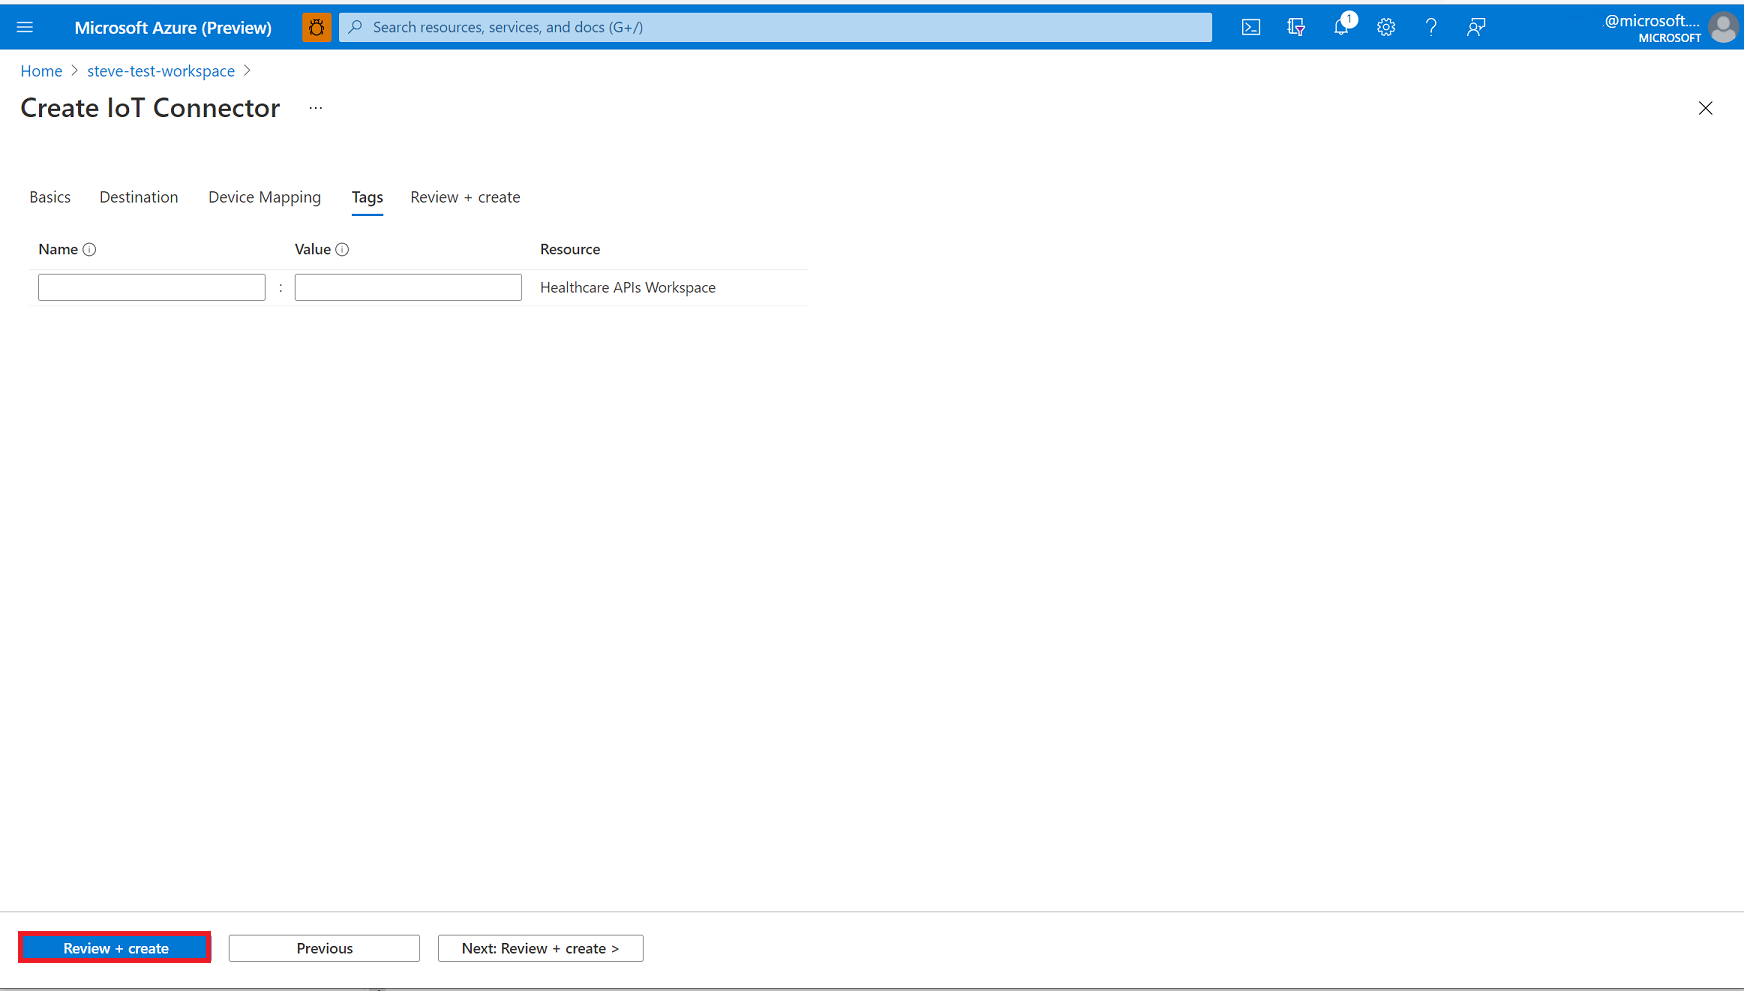 Microsoft Azure (Preview)
Search resources, services, and docs (G+/)
1
@microsoft....
MICROSOFT
Home > steve-test-workspace >
Create IoT Connector ...
Basics Destination Device Mapping Tags Review + create
Name Value Resource
: Healthcare APIs Workspace
Review + create Previous Next: Review + create >